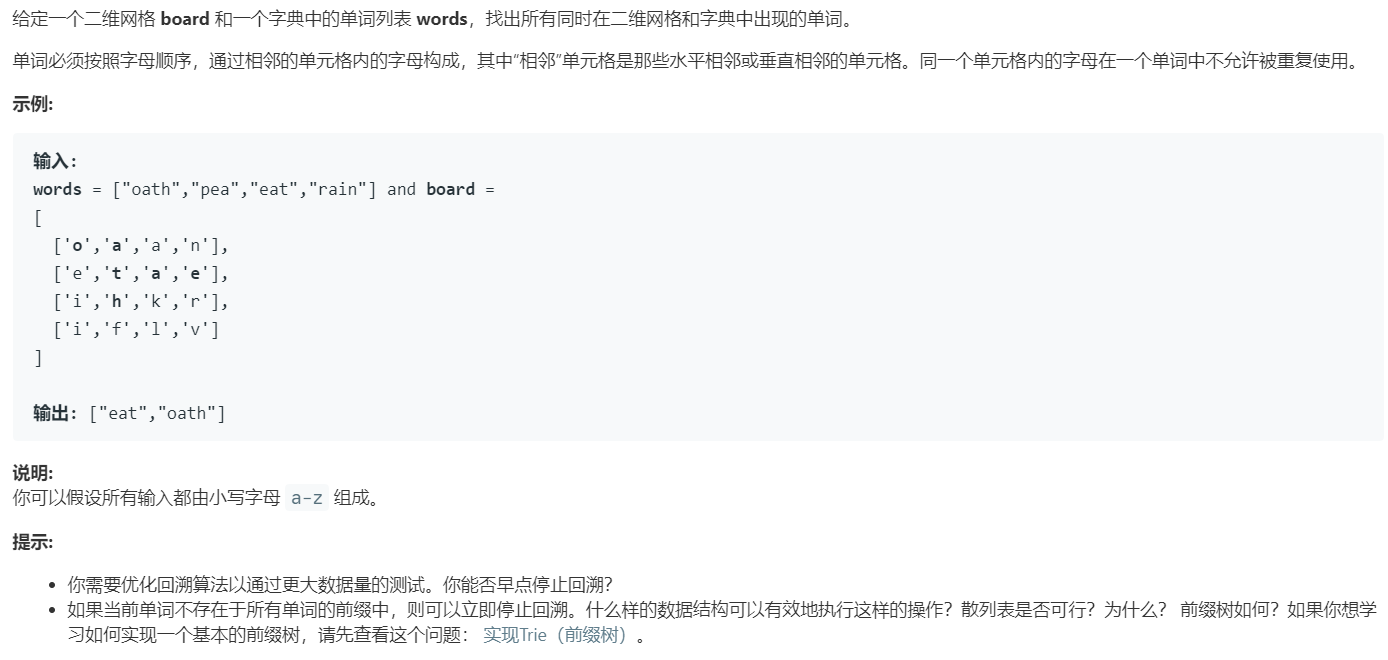 给定一个二维网格 board 和一个字典中的单词列表 words，找出所有同时在二维网格和字典中出现的单词。
单词必须按照字母顺序，通过相邻的单元格内的字母构成，其中“相邻”单元格是那些水平相邻或垂直相邻的单元格。同一个单元格内的字母在一个单词中不允许被重复使用。
示例:
输入:
words = ["oath","pea","eat","rain"] and board =
[
  ['o','a','a','n'],
  ['e','t','a','e'],
  ['i','h','k','r'],
  ['i','f','l','v']
]
输出: ["eat","oath"]
说明:
你可以假设所有输入都由小写字母 a-z 组成。
提示:
• 你需要优化回溯算法以通过更大数据量的测试。你能否早点停止回溯？
• 如果当前单词不存在于所有单词的前缀中，则可以立即停止回溯。什么样的数据结构可以有效地执行这样的操作？散列表是否可行？为什么？ 前缀树如何？如果你想学
习如何实现一个基本的前缀树，请先查看这个问题： 实现Trie（前缀树）。